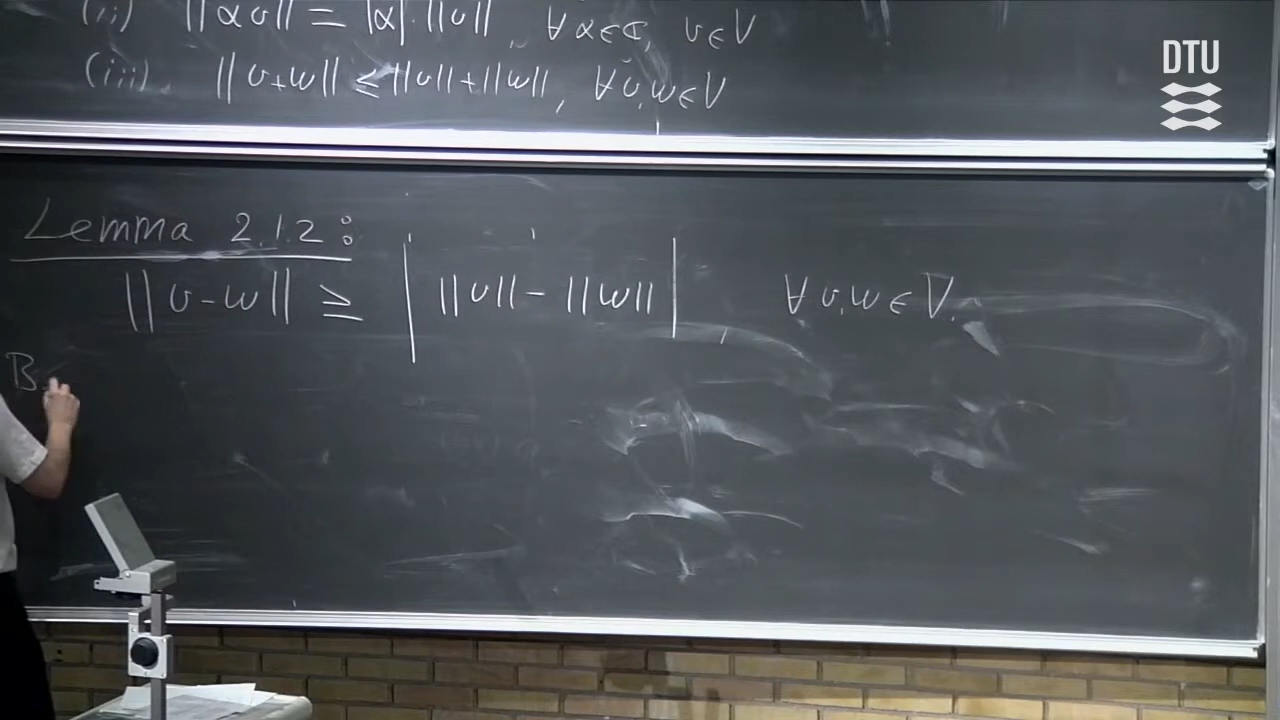 (ii) ||αv|| = |α|·||v||, ∀α∈ℂ, v∈V
(iii) ||v+w|| ≤ ||v||+||w||, ∀v,w∈V
DTU
Lemma 2.1.2:
||v-w|| ≥ | ||v|| - ||w|| | ∀v,w∈V.
B